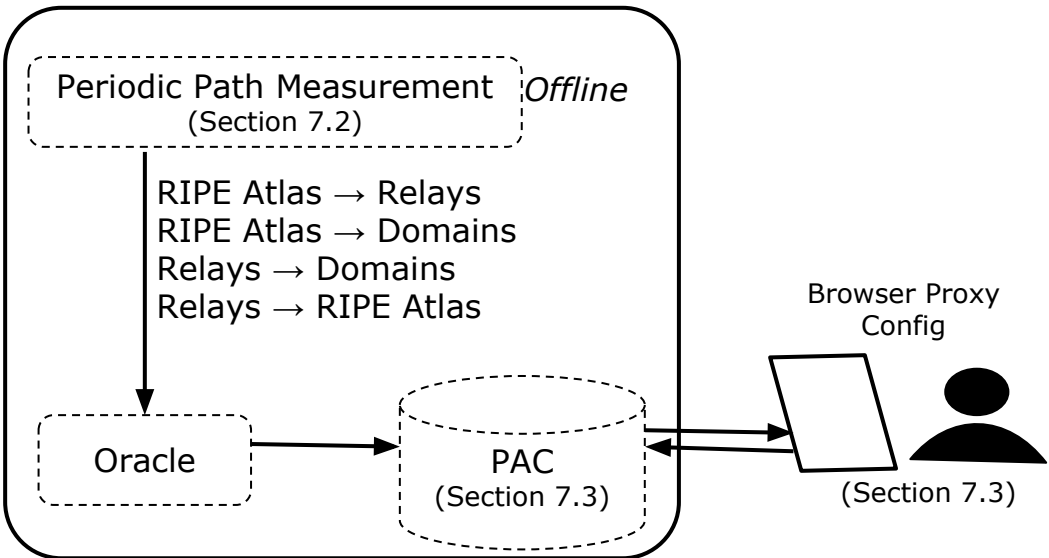 Periodic Path Measurement
(Section 7.2)
Offline
RIPE Atlas → Relays
RIPE Atlas → Domains
Relays → Domains
Relays → RIPE Atlas
Oracle
PAC
(Section 7.3)
Browser Proxy
Config
(Section 7.3)